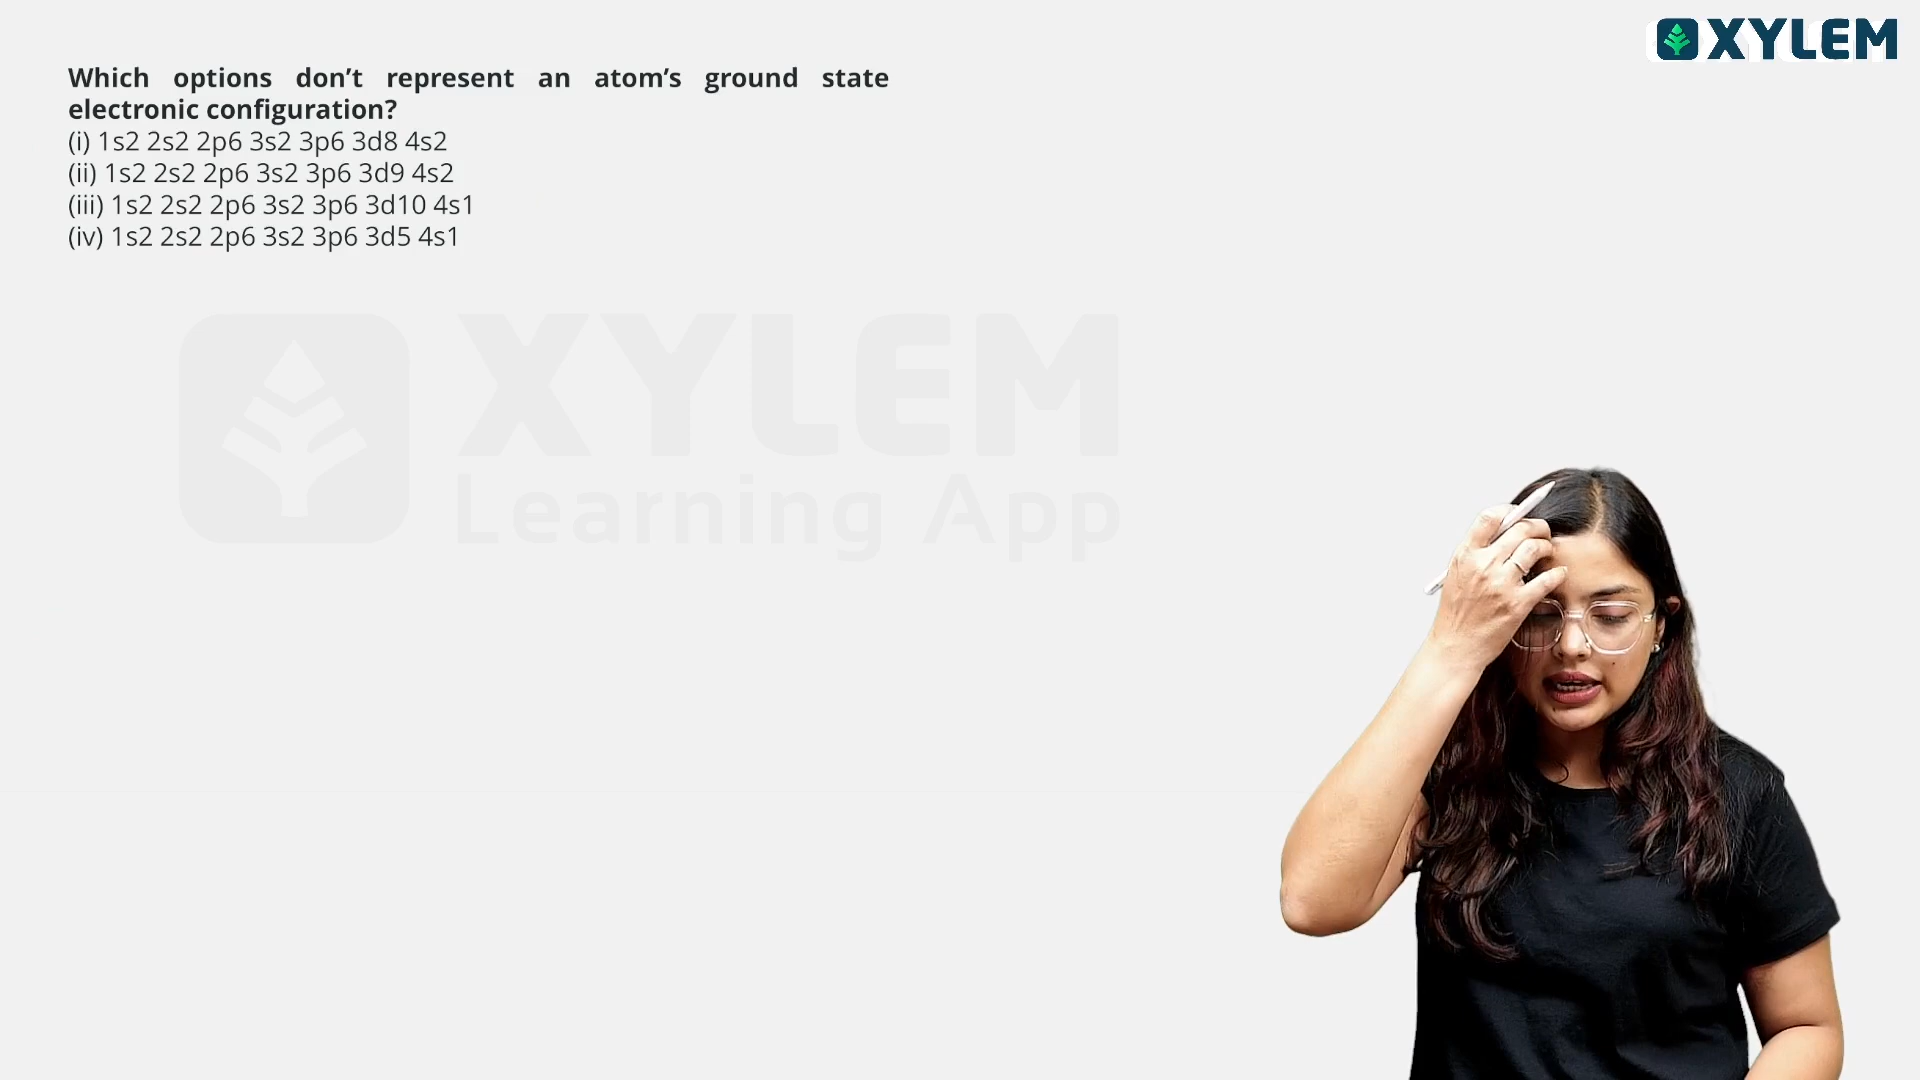 XYLEM
Which options don’t represent an atom’s ground state
electronic configuration?
(i) 1s2 2s2 2p6 3s2 3p6 3d8 4s2
(ii) 1s2 2s2 2p6 3s2 3p6 3d9 4s2
(iii) 1s2 2s2 2p6 3s2 3p6 3d10 4s1
(iv) 1s2 2s2 2p6 3s2 3p6 3d5 4s1
XYLEM
Learning App